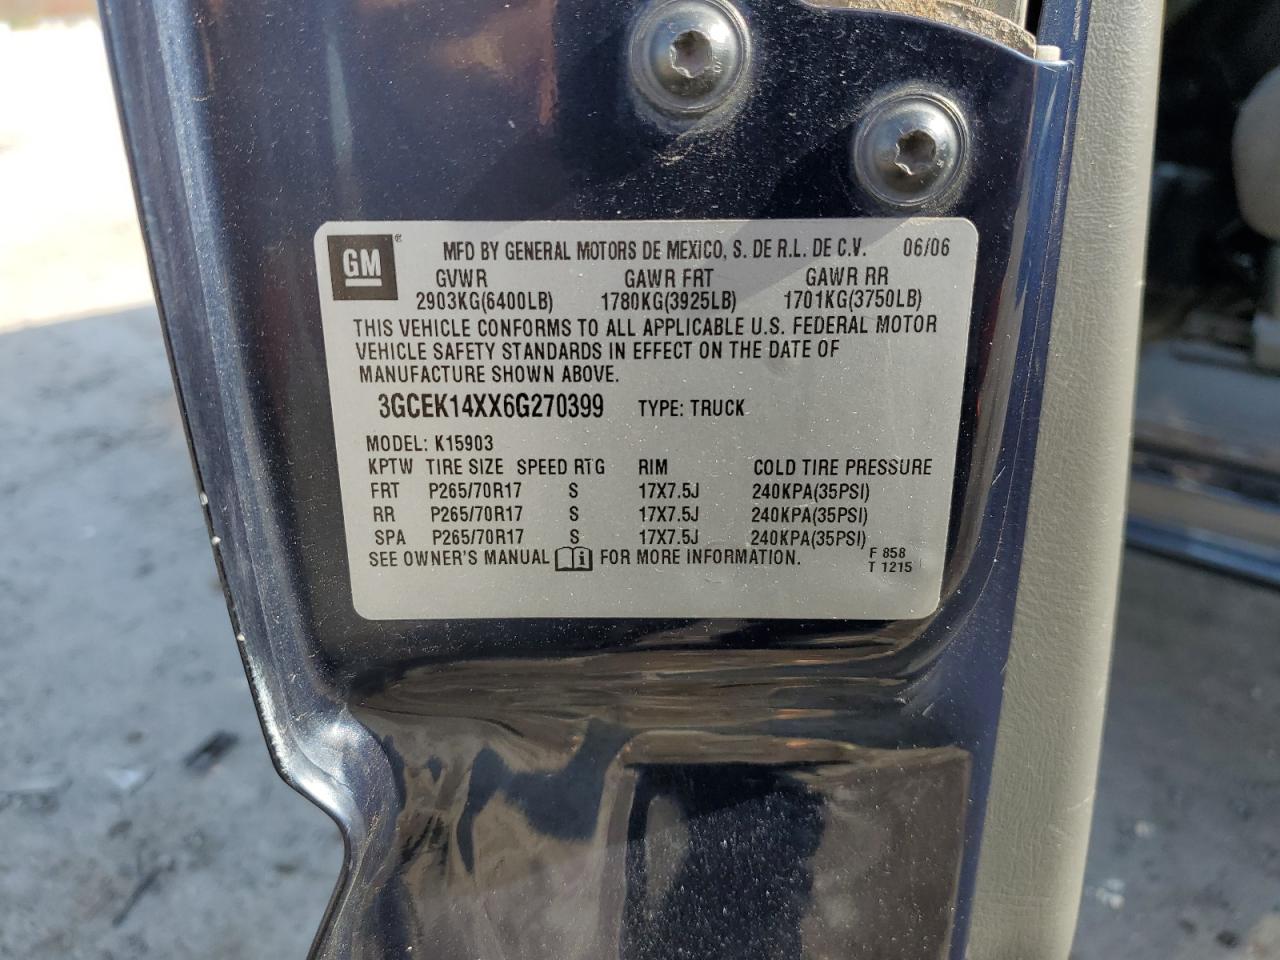 GM ® MFD BY GENERAL MOTORS DE MEXICO, S. DE R.L. DE C.V. 06/06
GVWR GAWR FRT GAWR RR
2903KG(6400LB) 1780KG(3925LB) 1701KG(3750LB)
THIS VEHICLE CONFORMS TO ALL APPLICABLE U.S. FEDERAL MOTOR
VEHICLE SAFETY STANDARDS IN EFFECT ON THE DATE OF
MANUFACTURE SHOWN ABOVE.
3GCEK14XX6G270399 TYPE: TRUCK
MODEL: K15903
KPTW TIRE SIZE SPEED RTG RIM COLD TIRE PRESSURE
FRT P265/70R17 S 17X7.5J 240KPA(35PSI)
RR P265/70R17 S 17X7.5J 240KPA(35PSI)
SPA P265/70R17 S 17X7.5J 240KPA(35PSI)
SEE OWNER'S MANUAL i FOR MORE INFORMATION. F 858
T 1215